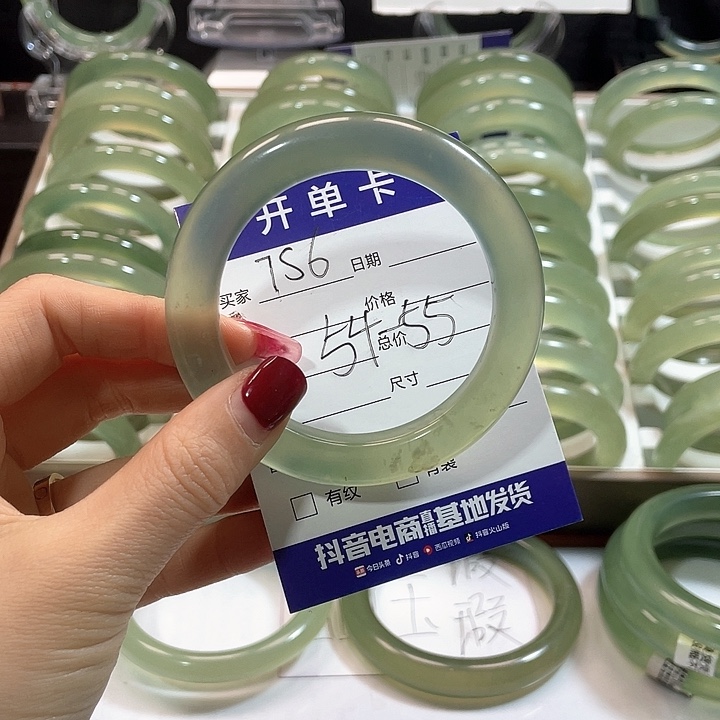 开单卡
7S6
买家
日期
价格
54-55
总价
尺寸
有纹
有裂
抖音电商直播基地发货
今日头条 抖音 西瓜视频 抖音火山版